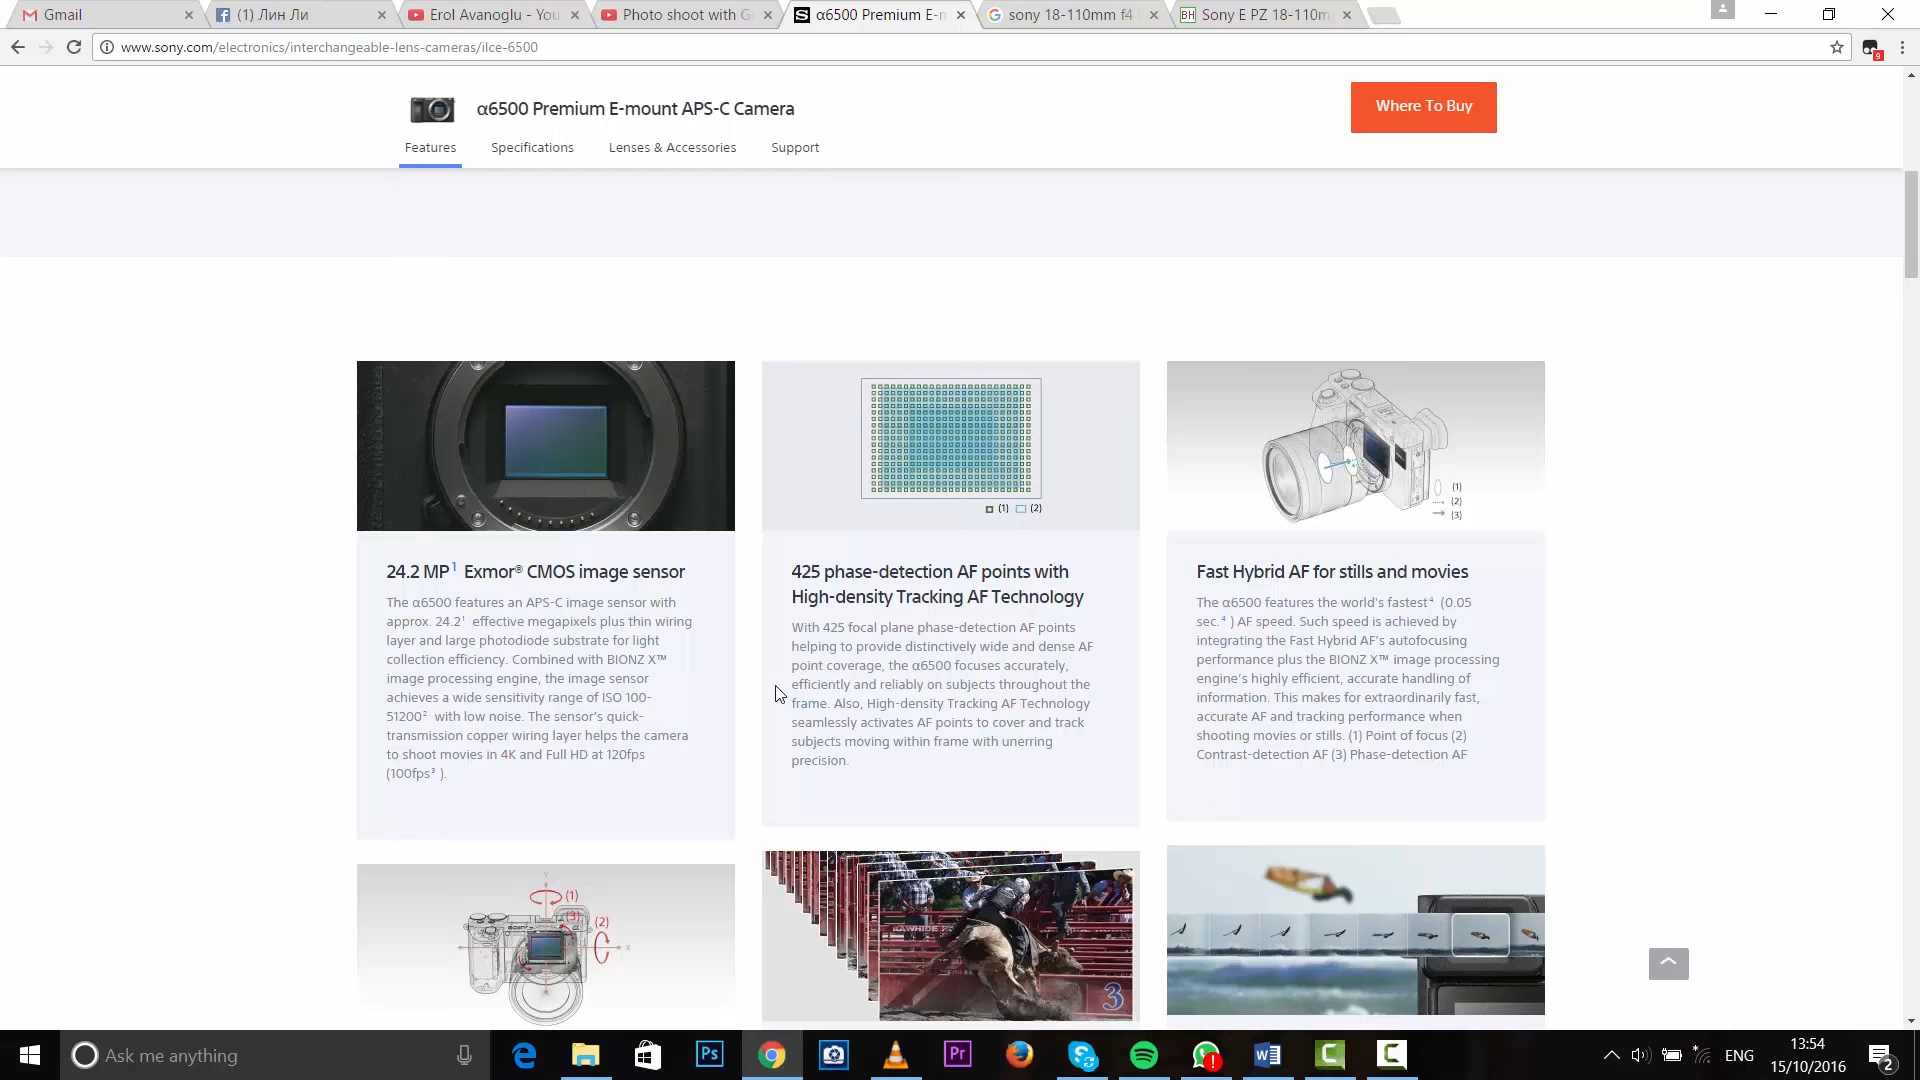 Gmail
(1) Лин Ли
Erol Avanoglu - You
Photo shoot with G
α6500 Premium E-m
sony 18-110mm f4
BH Sony E PZ 18-110m
www.sony.com/electronics/interchangeable-lens-cameras/ilce-6500
9
α6500 Premium E-mount APS-C Camera
Where To Buy
Features
Specifications
Lenses & Accessories
Support
(1) (2)
(1)
(2)
(3)
24.2 MP¹ Exmor® CMOS image sensor
The α6500 features an APS-C image sensor with
approx. 24.2¹ effective megapixels plus thin wiring
layer and large photodiode substrate for light
collection efficiency. Combined with BIONZ X™
image processing engine, the image sensor
achieves a wide sensitivity range of ISO 100-
51200² with low noise. The sensor's quick-
transmission copper wiring layer helps the camera
to shoot movies in 4K and Full HD at 120fps
(100fps³ ).
425 phase-detection AF points with
High-density Tracking AF Technology
With 425 focal plane phase-detection AF points
helping to provide distinctively wide and dense AF
point coverage, the α6500 focuses accurately,
efficiently and reliably on subjects throughout the
frame. Also, High-density Tracking AF Technology
seamlessly activates AF points to cover and track
subjects moving within frame with unerring
precision.
Fast Hybrid AF for stills and movies
The α6500 features the world's fastest⁴ (0.05
sec.⁴ ) AF speed. Such speed is achieved by
integrating the Fast Hybrid AF's autofocusing
performance plus the BIONZ X™ image processing
engine's highly efficient, accurate handling of
information. This makes for extraordinarily fast,
accurate AF and tracking performance when
shooting movies or stills. (1) Point of focus (2)
Contrast-detection AF (3) Phase-detection AF
Y
(1)
(3)
(2)
X
SONY
RAWHIDE
3
Ask me anything
Ps
Pr
ENG
13:54
15/10/2016
2